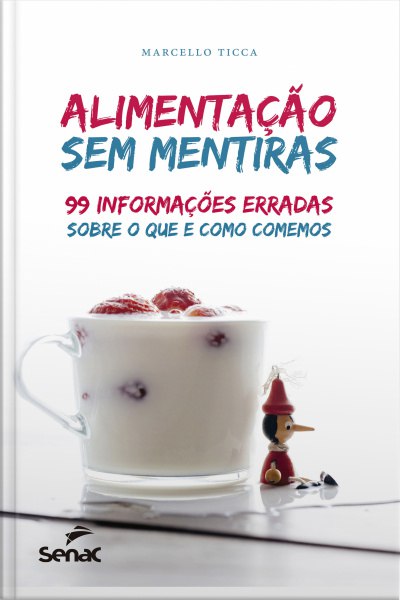 MARCELLO TICCA
ALIMENTAÇÃO
SEM MENTIRAS
99 INFORMAÇÕES ERRADAS
SOBRE O QUE E COMO COMEMOS
Senac